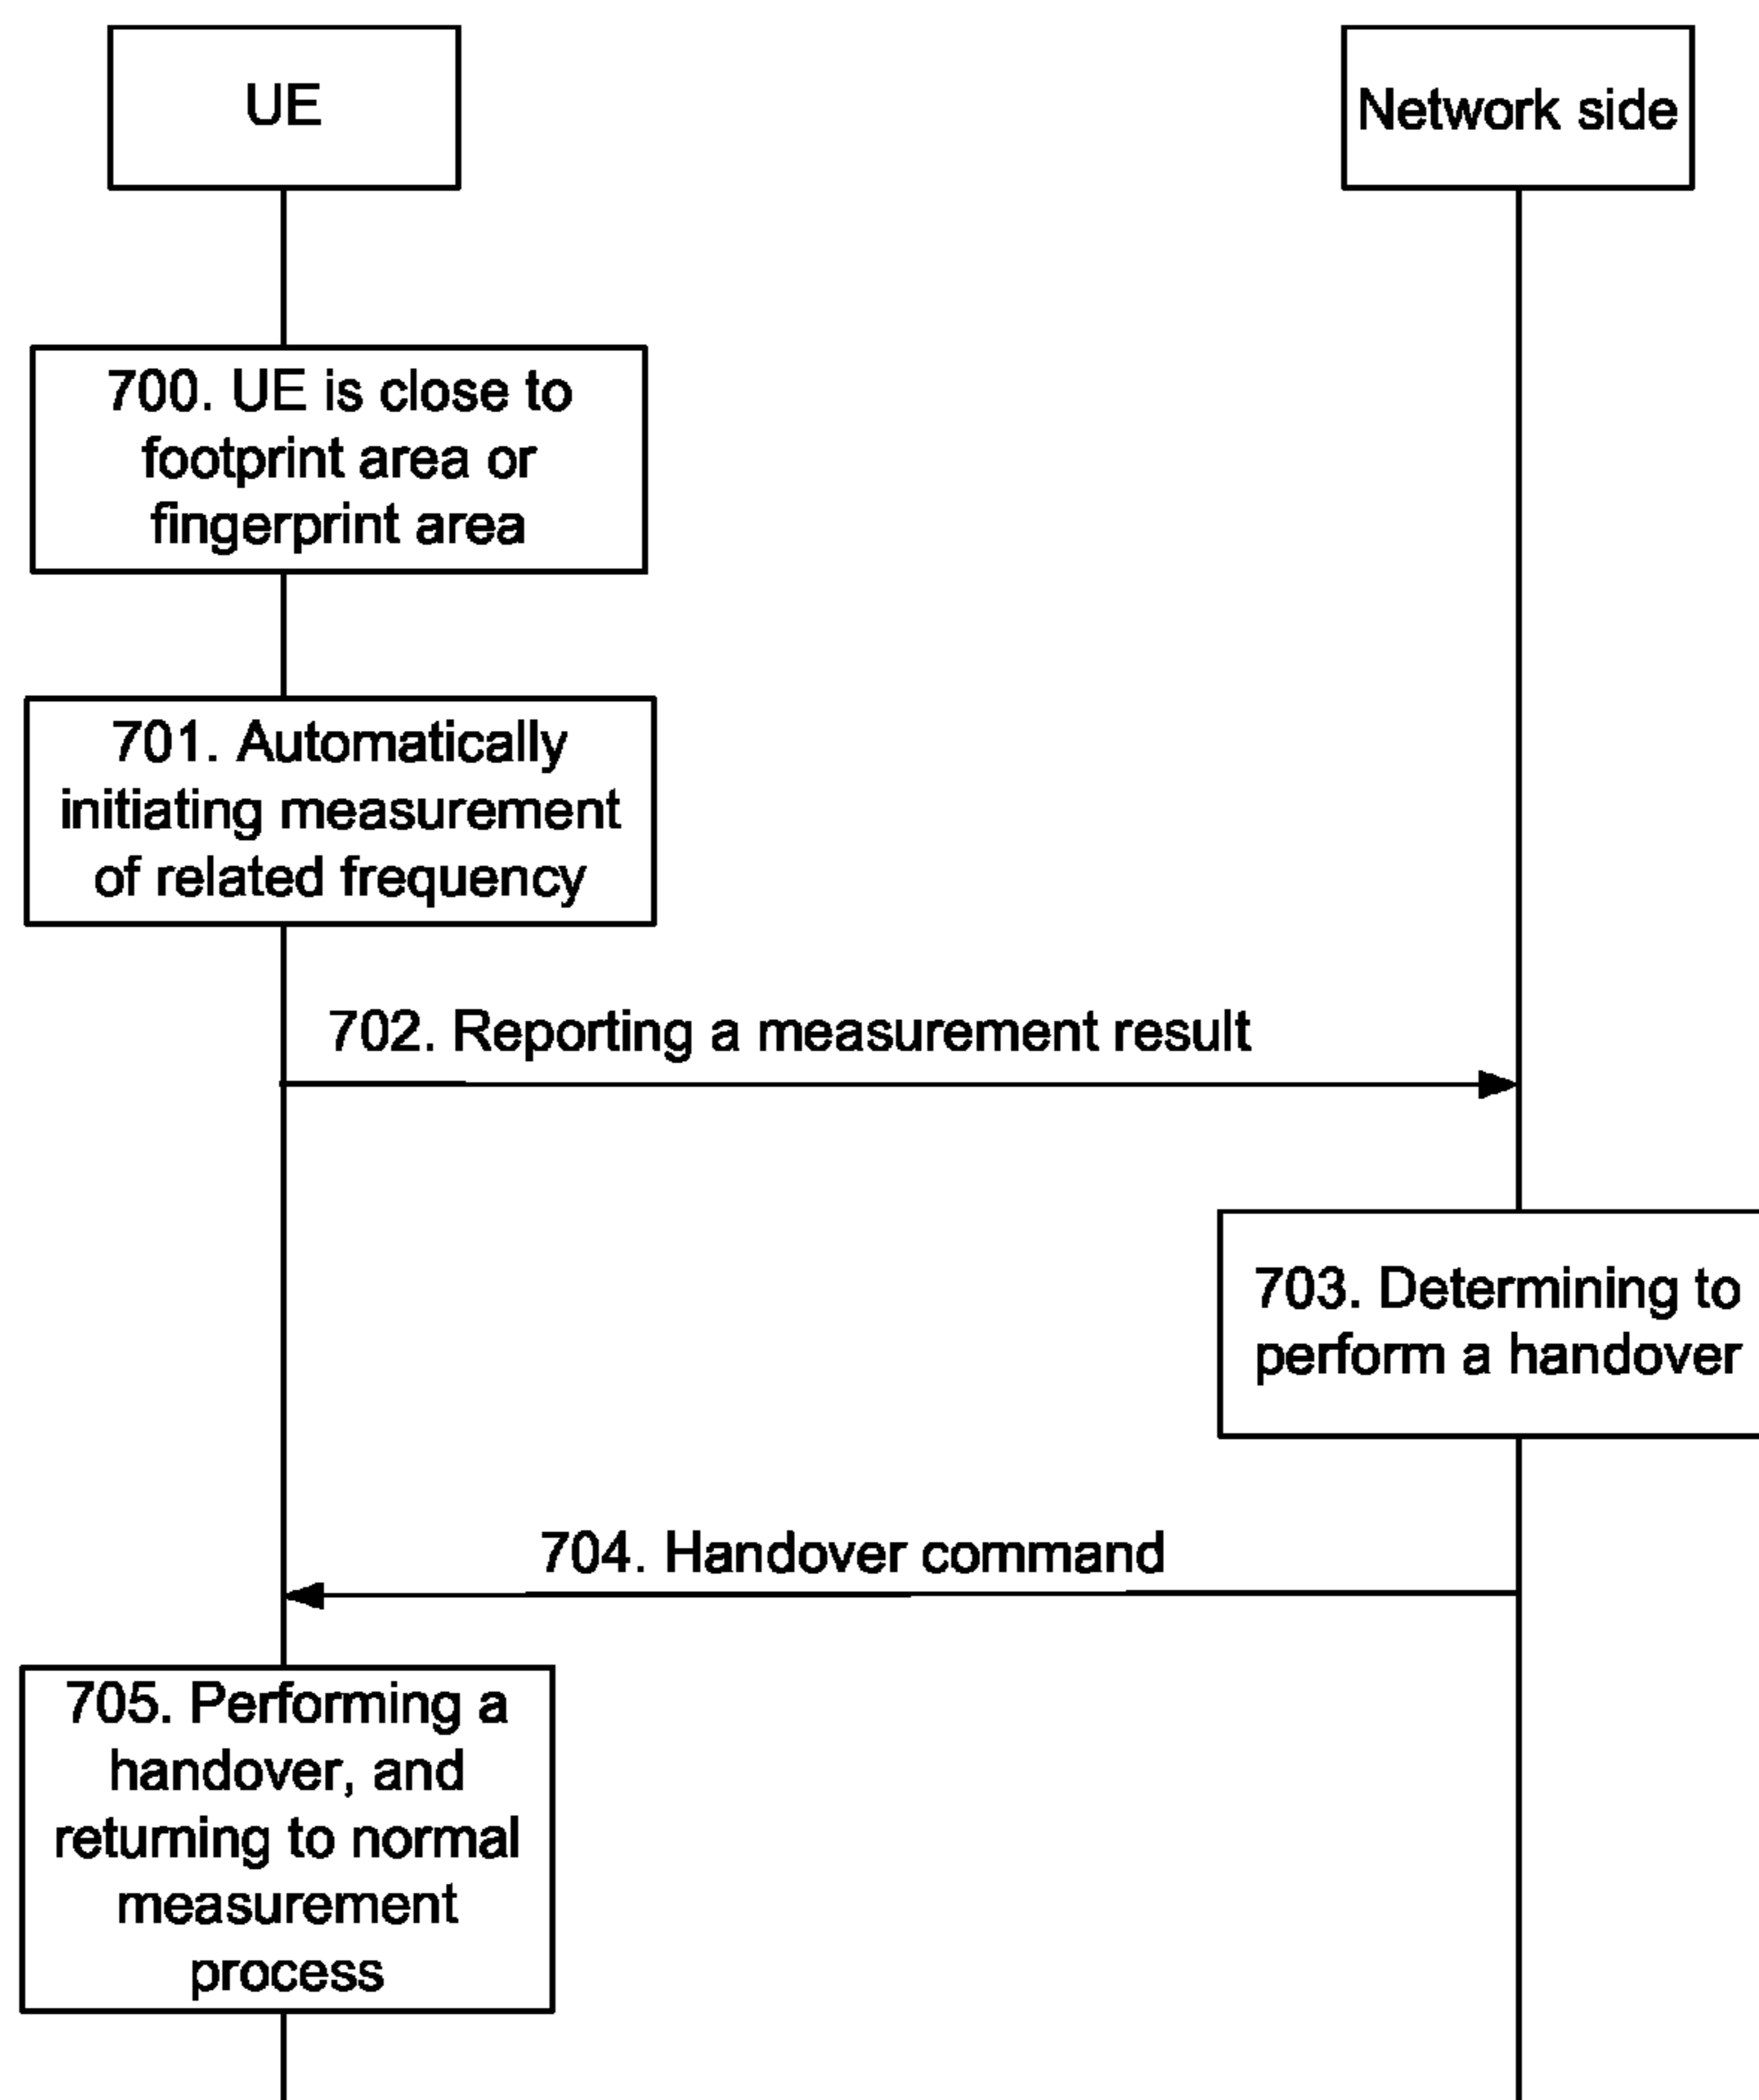 UE
Network side
700. UE is close to
footprint area or
fingerprint area
701. Automatically
initiating measurement
of related frequency
702. Reporting a measurement result
703. Determining to
perform a handover
704. Handover command
705. Performing a
handover, and
returning to normal
measurement
process